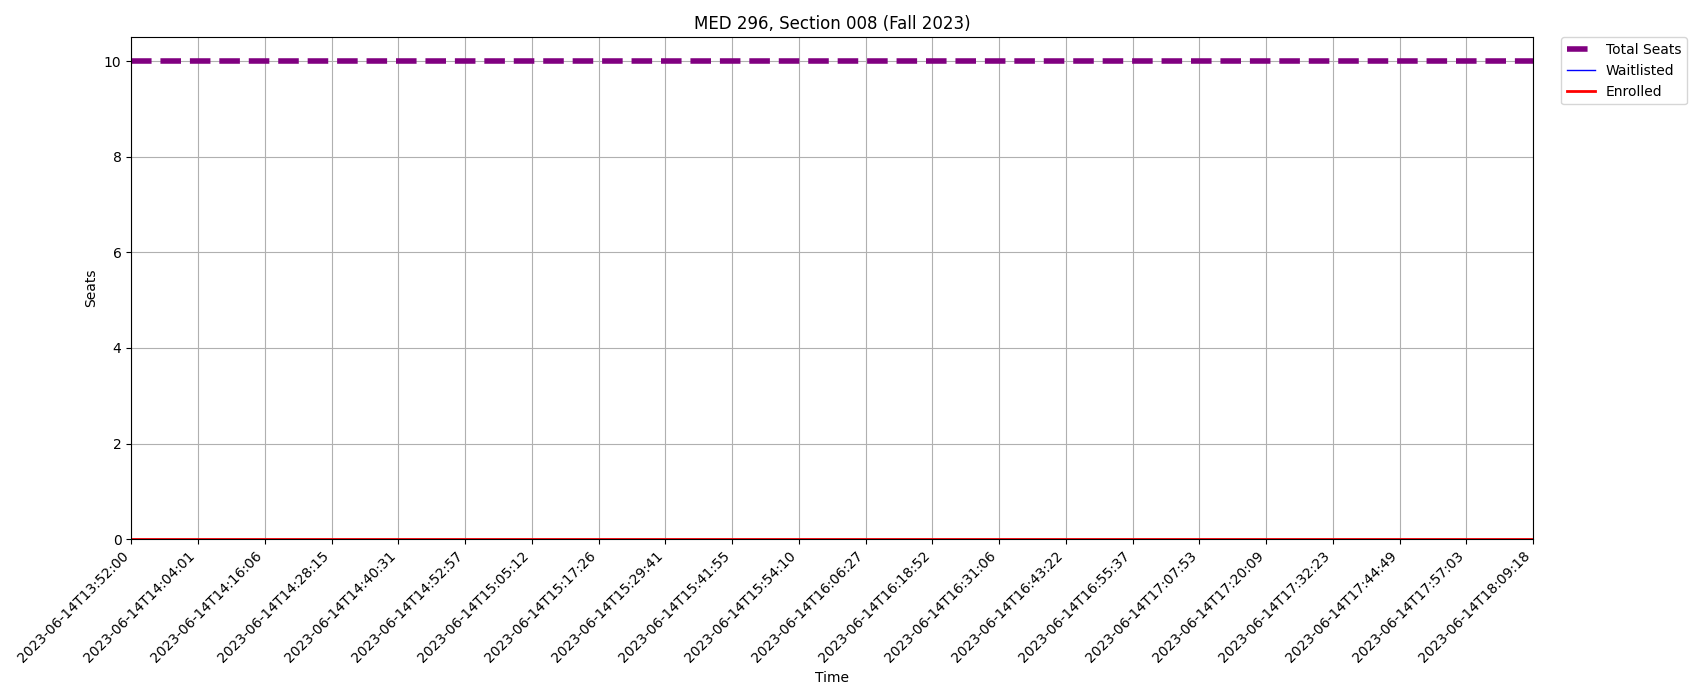 MED 296, Section 008 (Fall 2023)
Total Seats
Waitlisted
Enrolled
10
8
6
4
2
0
Seats
2023-06-14T13:52:00
2023-06-14T14:04:01
2023-06-14T14:16:06
2023-06-14T14:28:15
2023-06-14T14:40:31
2023-06-14T14:52:57
2023-06-14T15:05:12
2023-06-14T15:17:26
2023-06-14T15:29:41
2023-06-14T15:41:55
2023-06-14T15:54:10
2023-06-14T16:06:27
2023-06-14T16:18:52
2023-06-14T16:31:06
2023-06-14T16:43:22
2023-06-14T16:55:37
2023-06-14T17:07:53
2023-06-14T17:20:09
2023-06-14T17:32:23
2023-06-14T17:44:49
2023-06-14T17:57:03
2023-06-14T18:09:18
Time